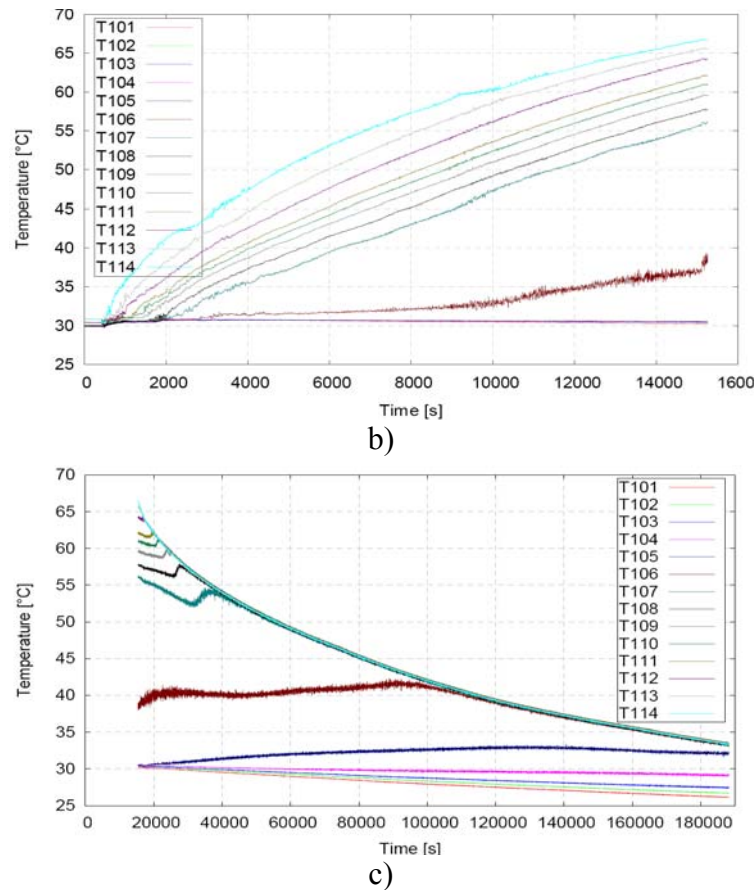 70
65
60
55
50
45
40
35
30
25
Temperature [°C]
T101
T102
T103
T104
T105
T106
T107
T108
T109
T110
T111
T112
T113
T114
0 2000 4000 6000 8000 10000 12000 14000 1600
Time [s]
b)
70
65
60
55
50
45
40
35
30
25
Temperature [°C]
T101
T102
T103
T104
T105
T106
T107
T108
T109
T110
T111
T112
T113
T114
0 20000 40000 60000 80000 100000 120000 140000 160000 180000
Time [s]
c)